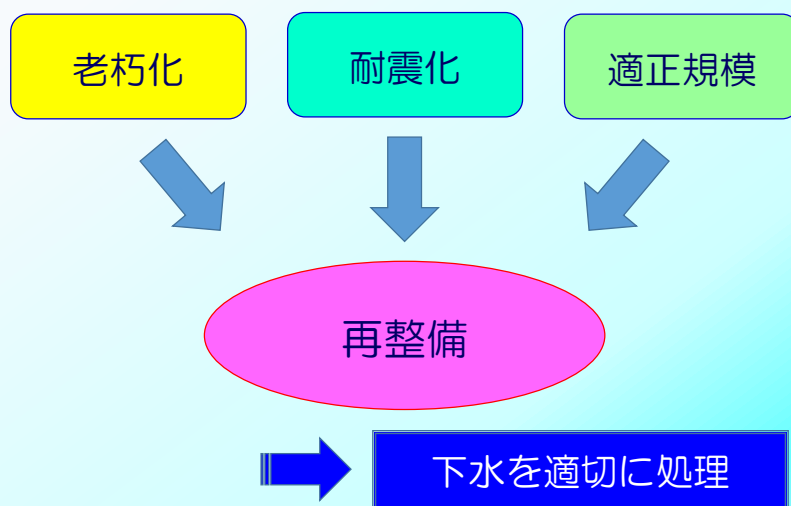 老朽化
耐震化
適正規模
再整備
下水を適切に処理